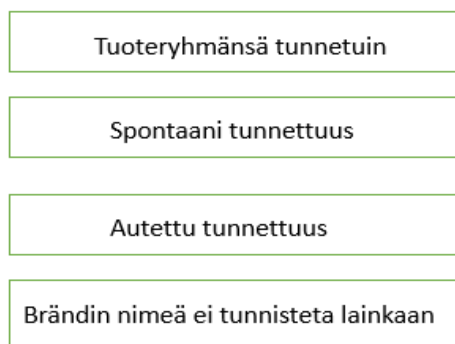 Tuoteryhmänsä tunnetuin
Spontaani tunnettuus
Autettu tunnettuus
Brändin nimeä ei tunnisteta lainkaan